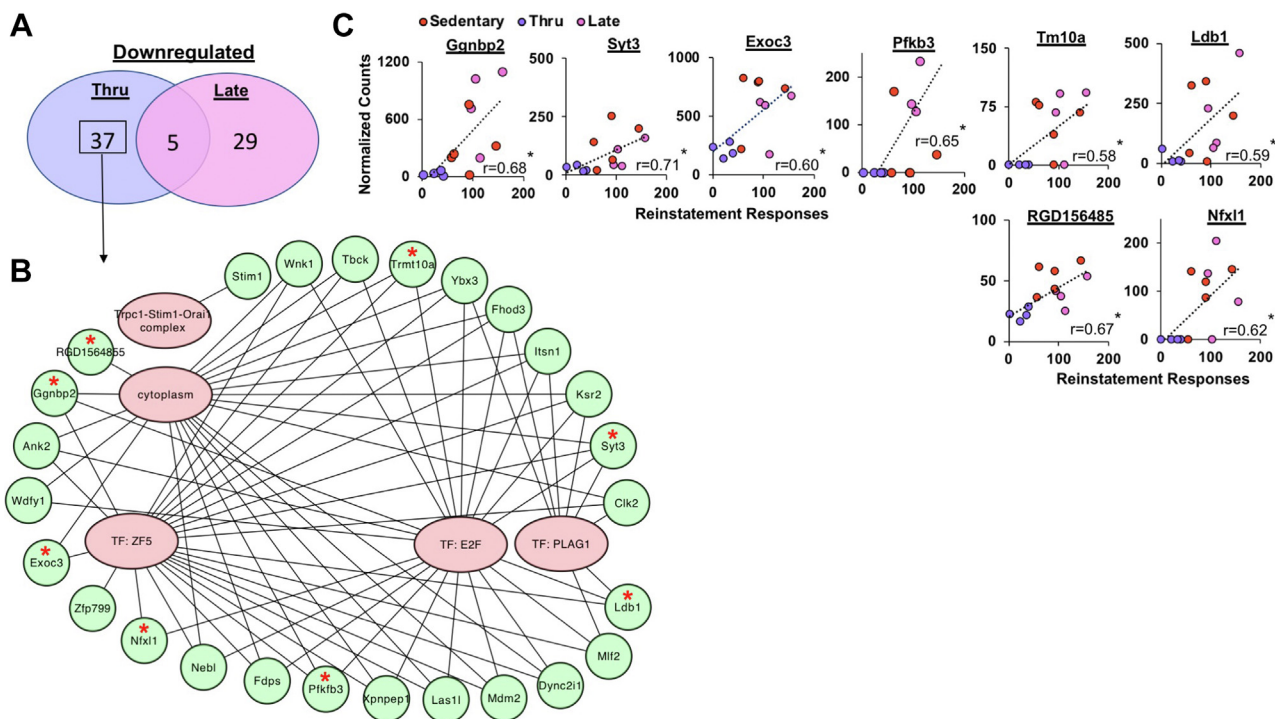 A
Downregulated
Thru
Late
37
5
29
B
Stim1
Wnk1
Tbck
Trmt10a
*
Ybx3
Fhod3
Itsn1
Ksr2
Syt3
*
Clk2
Ldb1
*
Mlf2
Dync2i1
Mdm2
Las1l
Xpnpep1
Pfkfb3
*
Fdps
Nebl
Nfxl1
*
Zfp799
Exoc3
*
Wdfy1
Ank2
Ggnbp2
*
RGD1564855
*
Trpc1-Stim1-Orai1
complex
cytoplasm
TF: ZF5
TF: E2F
TF: PLAG1
C
Sedentary Thru Late
Normalized Counts
Ggnbp2
1200
600
0
0 100 200
r=0.68 *
Syt3
500
250
0
0 100 200
r=0.71 *
Exoc3
1000
500
0
0 100 200
r=0.60 *
Pfkb3
200
100
0
0 100 200
r=0.65 *
Tm10a
150
75
0
0 100 200
r=0.58 *
Ldb1
500
250
0
0 100 200
r=0.59 *
Reinstatement Responses
RGD156485
100
50
0
0 100 200
r=0.67 *
Nfxl1
200
100
0
0 100 200
r=0.62 *
Reinstatement Responses